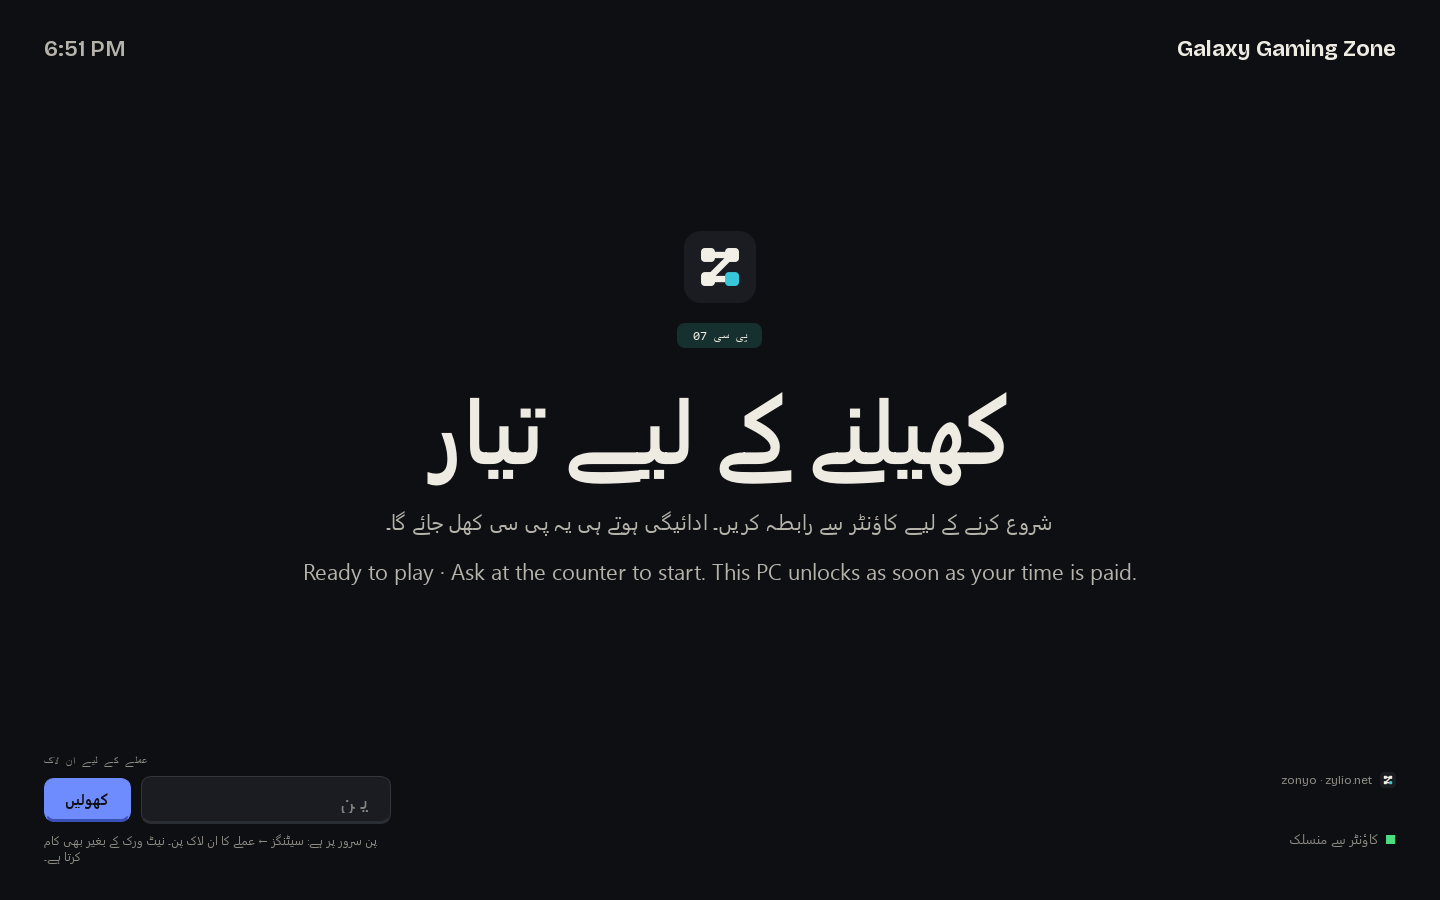 6:51 PM
Galaxy Gaming Zone
پی سی 07
کھیلنے کے لیے تیار
شروع کرنے کے لیے کاؤنٹر سے رابطہ کریں۔ ادائیگی ہوتے ہی یہ پی سی کھل جائے گا۔
Ready to play · Ask at the counter to start. This PC unlocks as soon as your time is paid.
عملے کے لیے ان لاک
پن
کھولیں
پن سرور پر ہے: سیٹنگز ← عملے کا ان لاک پن۔ نیٹ ورک کے بغیر بھی کام
کرتا ہے۔
zonyo · zylio.net
کاؤنٹر سے منسلک